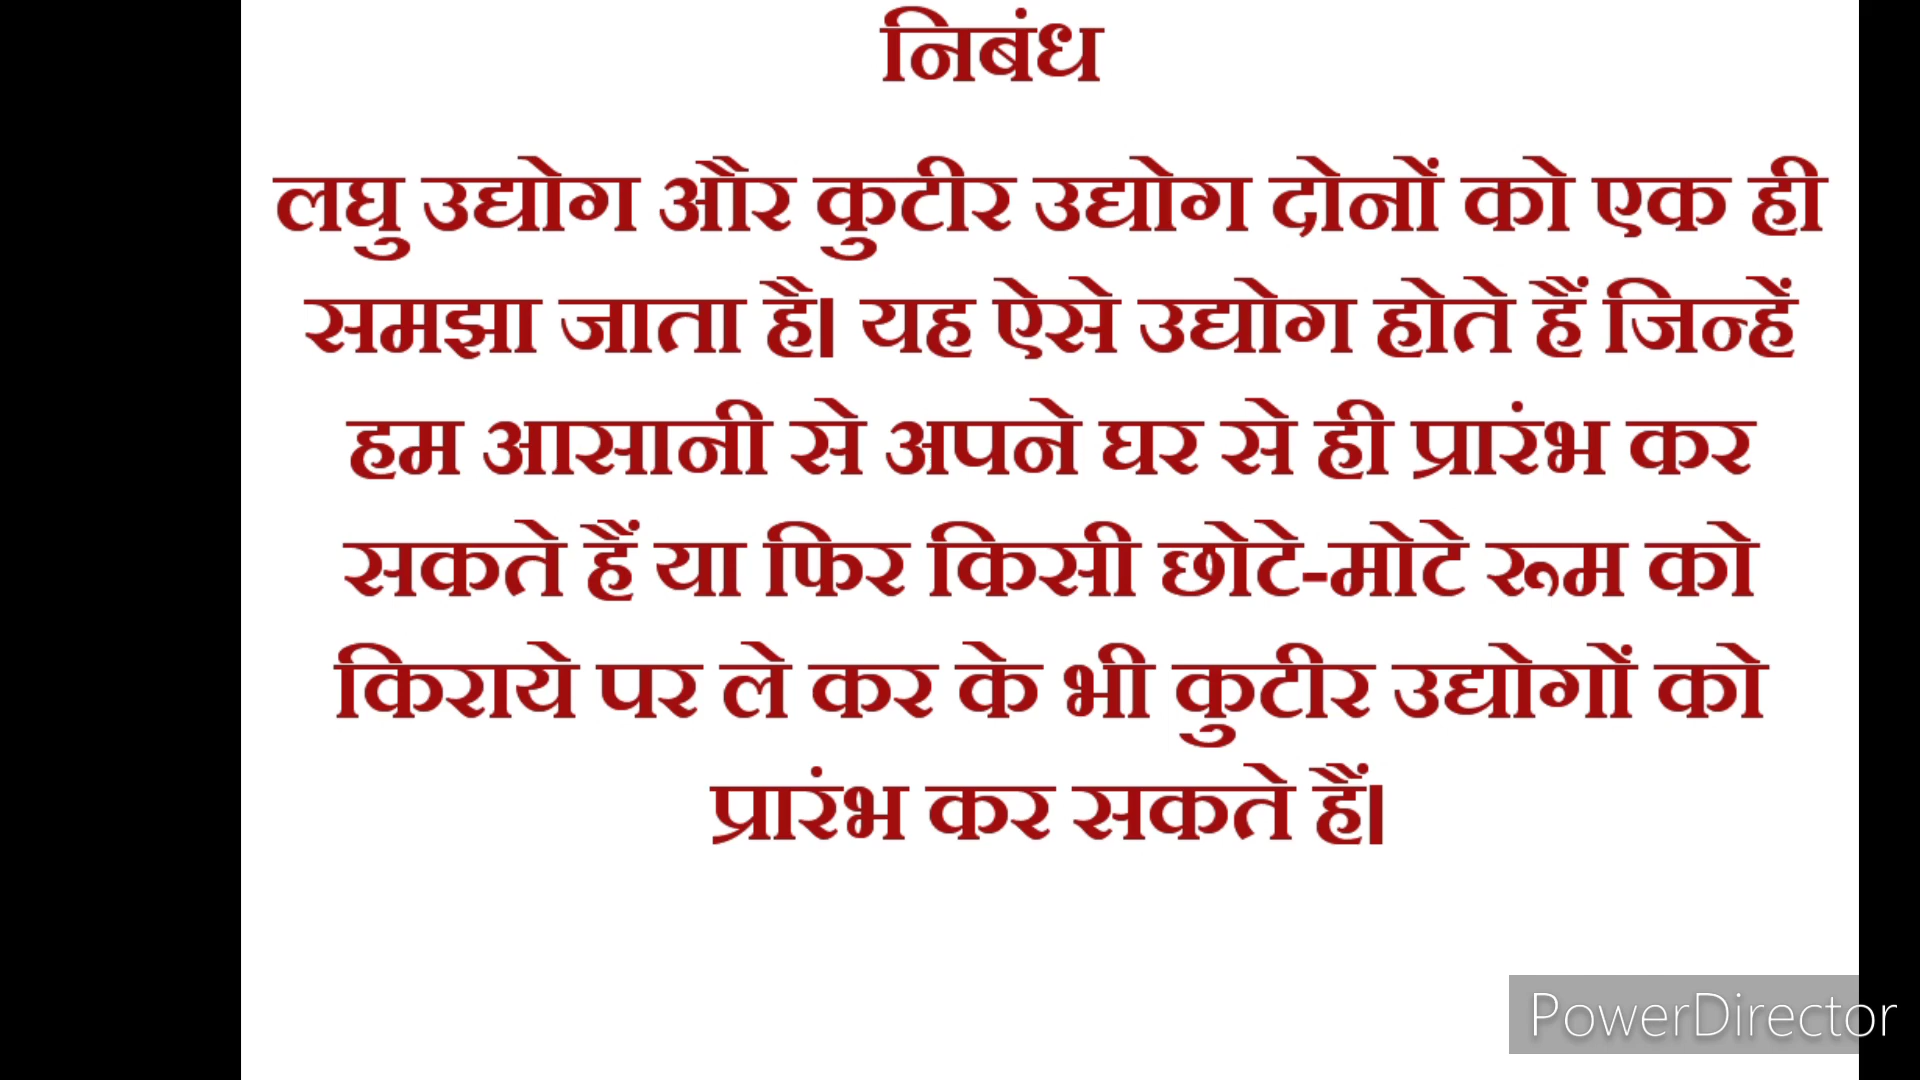 निबंध
लघु उद्योग और कुटीर उद्योग दोनों को एक ही
समझा जाता है। यह ऐसे उद्योग होते हैं जिन्हें
हम आसानी से अपने घर से ही प्रारंभ कर
सकते हैं या फिर किसी छोटे-मोटे रूम को
किराये पर ले कर के भी कुटीर उद्योगों को
प्रारंभ कर सकते हैं।
PowerDirector